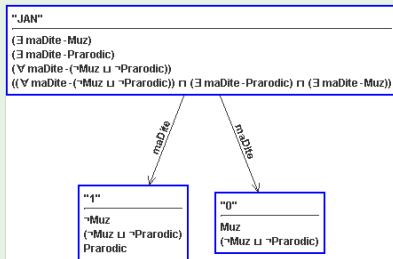 "JAN"
(∃ maDite -Muz)
(∃ maDite -Prarodic)
(∀ maDite -(¬Muz ⊔ ¬Prarodic))
((∀ maDite -(¬Muz ⊔ ¬Prarodic)) ⊓ (∃ maDite -Prarodic) ⊓ (∃ maDite -Muz))
maDite
maDite
"1"
¬Muz
(¬Muz ⊔ ¬Prarodic)
Prarodic
"0"
Muz
(¬Muz ⊔ ¬Prarodic)